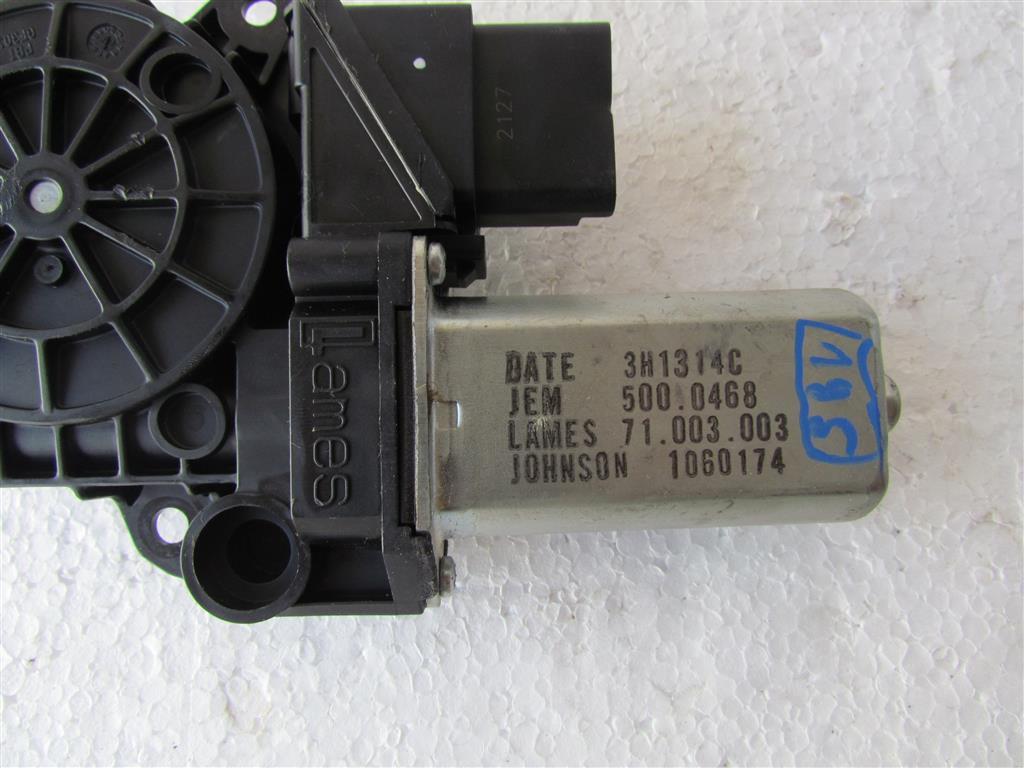 2127
Lames
DATE 3H1314C
JEM 500.0468
LAMES 71.003.003
JOHNSON 1060174